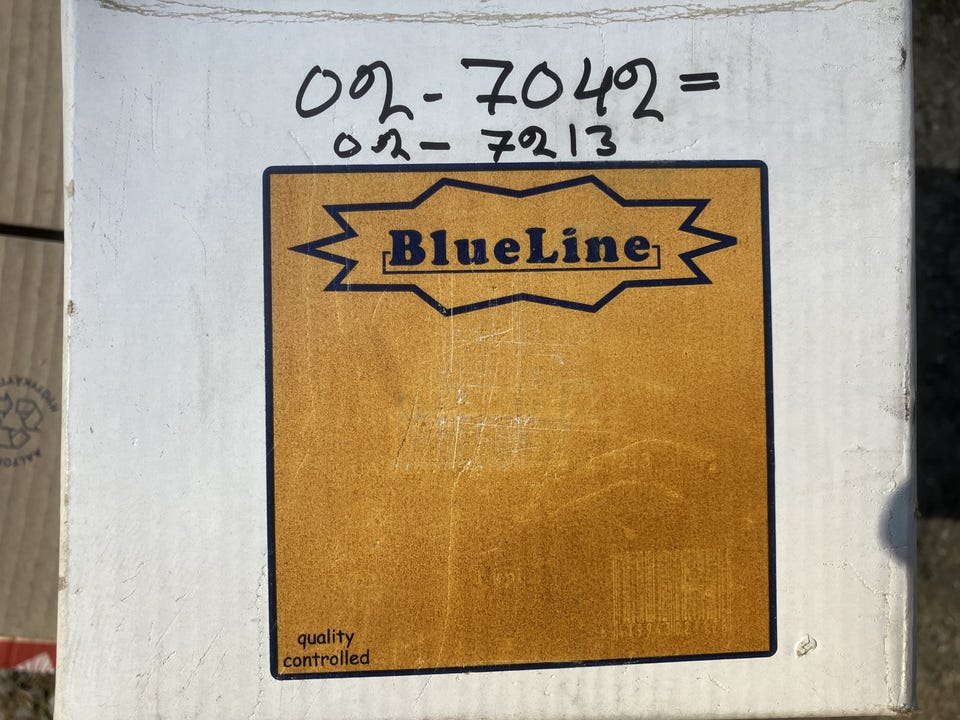 02-7042=
02-7213
BlueLine
quality
controlled